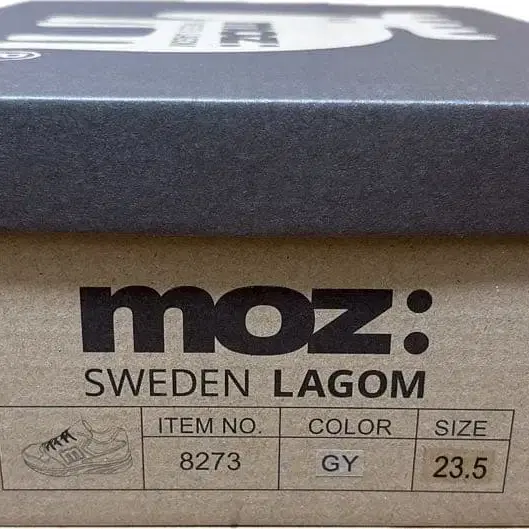 moz:
SWEDEN LAGOM
ITEM NO. COLOR SIZE
8273 GY 23.5